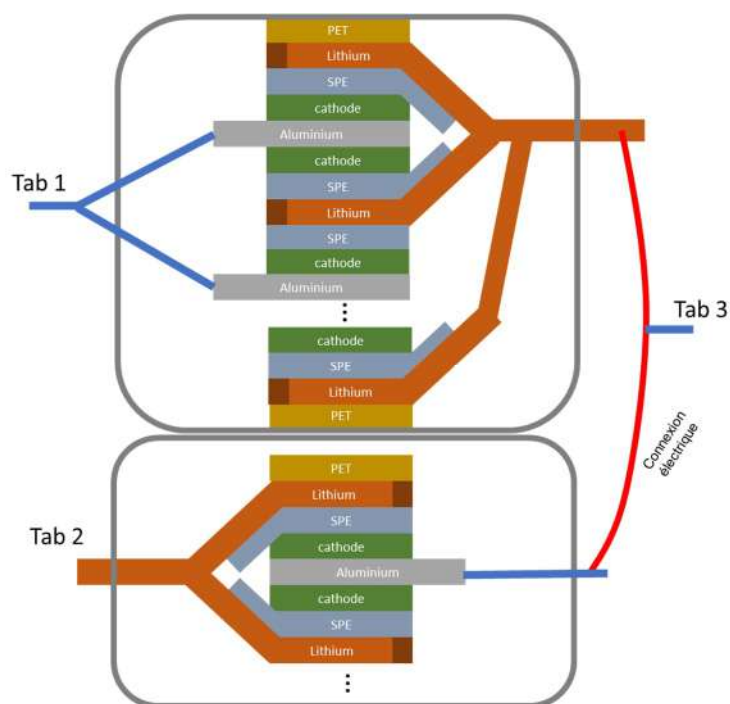 PET
Lithium
SPE
cathode
Aluminium
cathode
SPE
Tab 1
Lithium
SPE
cathode
Aluminium
...
Tab 3
cathode
SPE
Lithium
PET
Connexion
électrique
PET
Lithium
SPE
Tab 2
cathode
Aluminium
cathode
SPE
Lithium
...